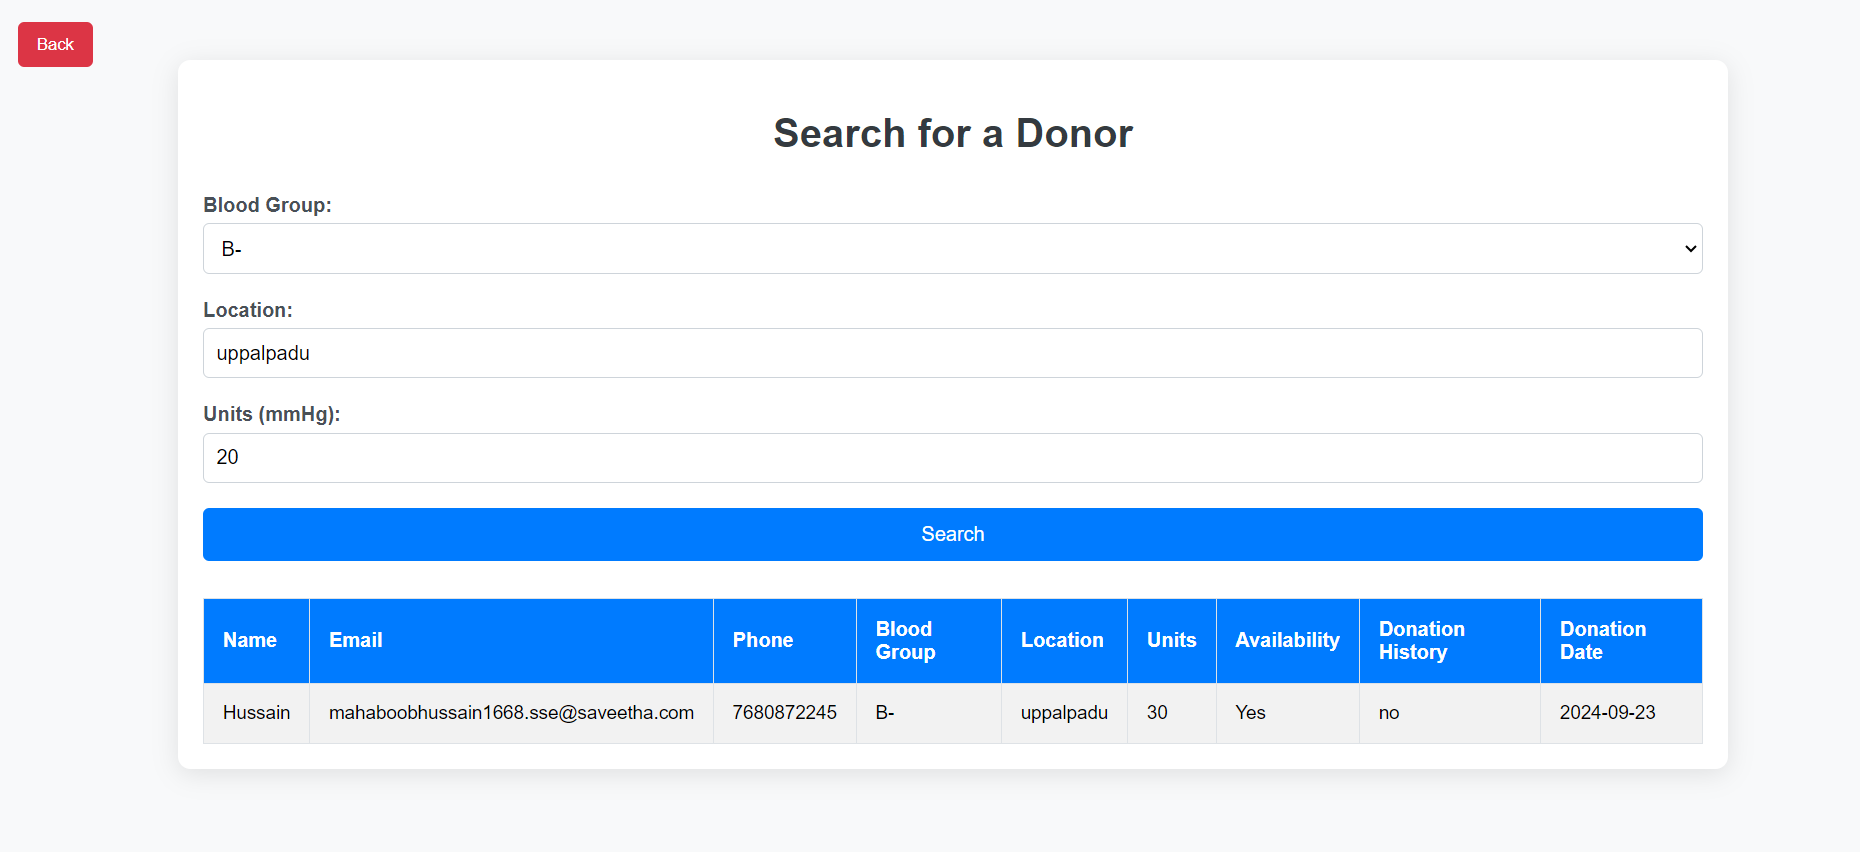 Back
Search for a Donor
Blood Group:
B-
Location:
uppalpadu
Units (mmHg):
20
Search
Name Email Phone Blood Group Location Units Availability Donation History Donation Date
Hussain mahaboobhussain1668.sse@saveetha.com 7680872245 B- uppalpadu 30 Yes no 2024-09-23